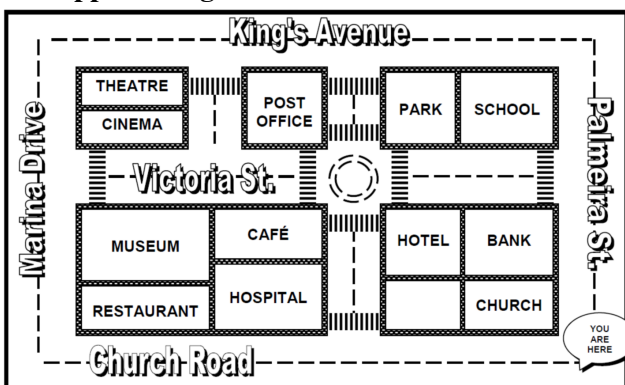 King's Avenue
THEATRE
CINEMA
POST
OFFICE
PARK
SCHOOL
Marina Drive
Victoria St.
Palmeira St.
MUSEUM
CAFÉ
HOTEL
BANK
RESTAURANT
HOSPITAL
CHURCH
YOU
ARE
HERE
Church Road